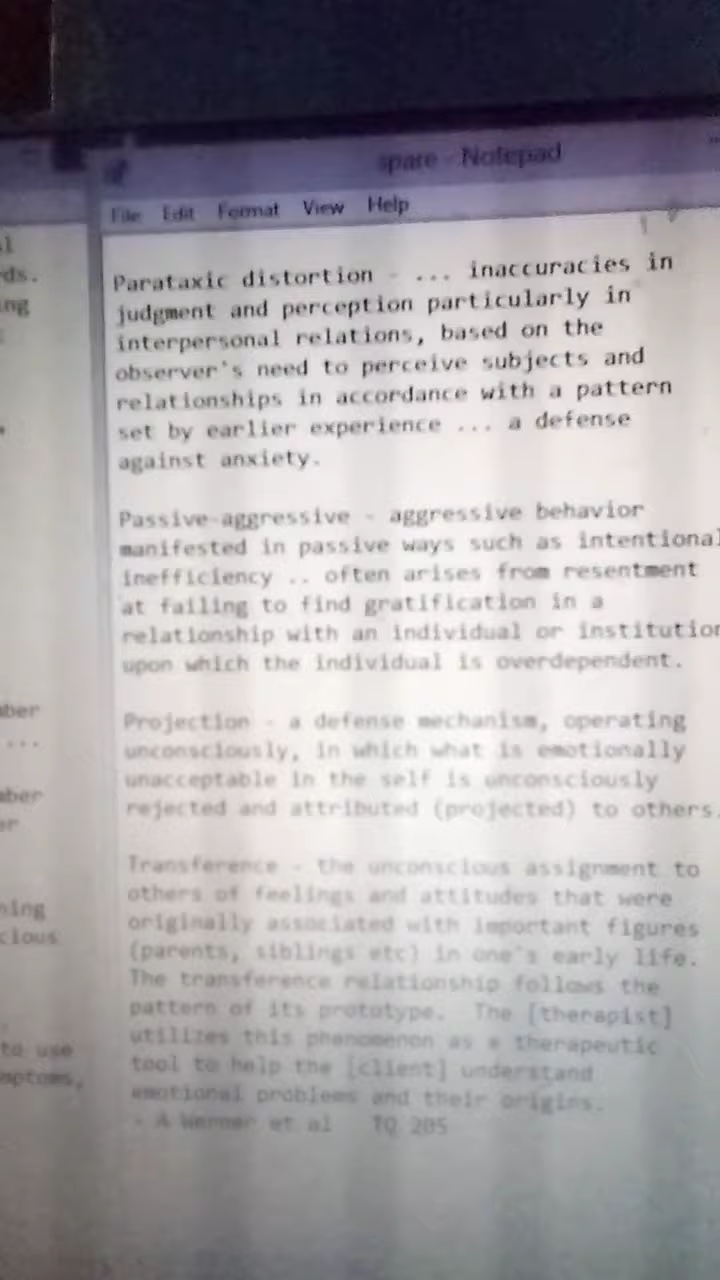 spare - Notepad
File Edit Format View Help
Parataxic distortion - ... inaccuracies in
judgment and perception particularly in
interpersonal relations, based on the
observer's need to perceive subjects and
relationships in accordance with a pattern
set by earlier experience ... a defense
against anxiety.
Passive-aggressive - aggressive behavior
manifested in passive ways such as intentional
inefficiency .. often arises from resentment
at failing to find gratification in a
relationship with an individual or institution
upon which the individual is overdependent.
Projection - a defense mechanism, operating
unconsciously, in which what is emotionally
unacceptable in the self is unconsciously
rejected and attributed (projected) to others.
Transference - the unconscious assignment to
others of feelings and attitudes that were
originally associated with important figures
(parents, siblings etc) in one's early life.
The transference relationship follows the
pattern of its prototype. The [therapist]
utilizes this phenomenon as a therapeutic
tool to help the [client] understand
emotional problems and their origins.
- A Werner et al TQ 205